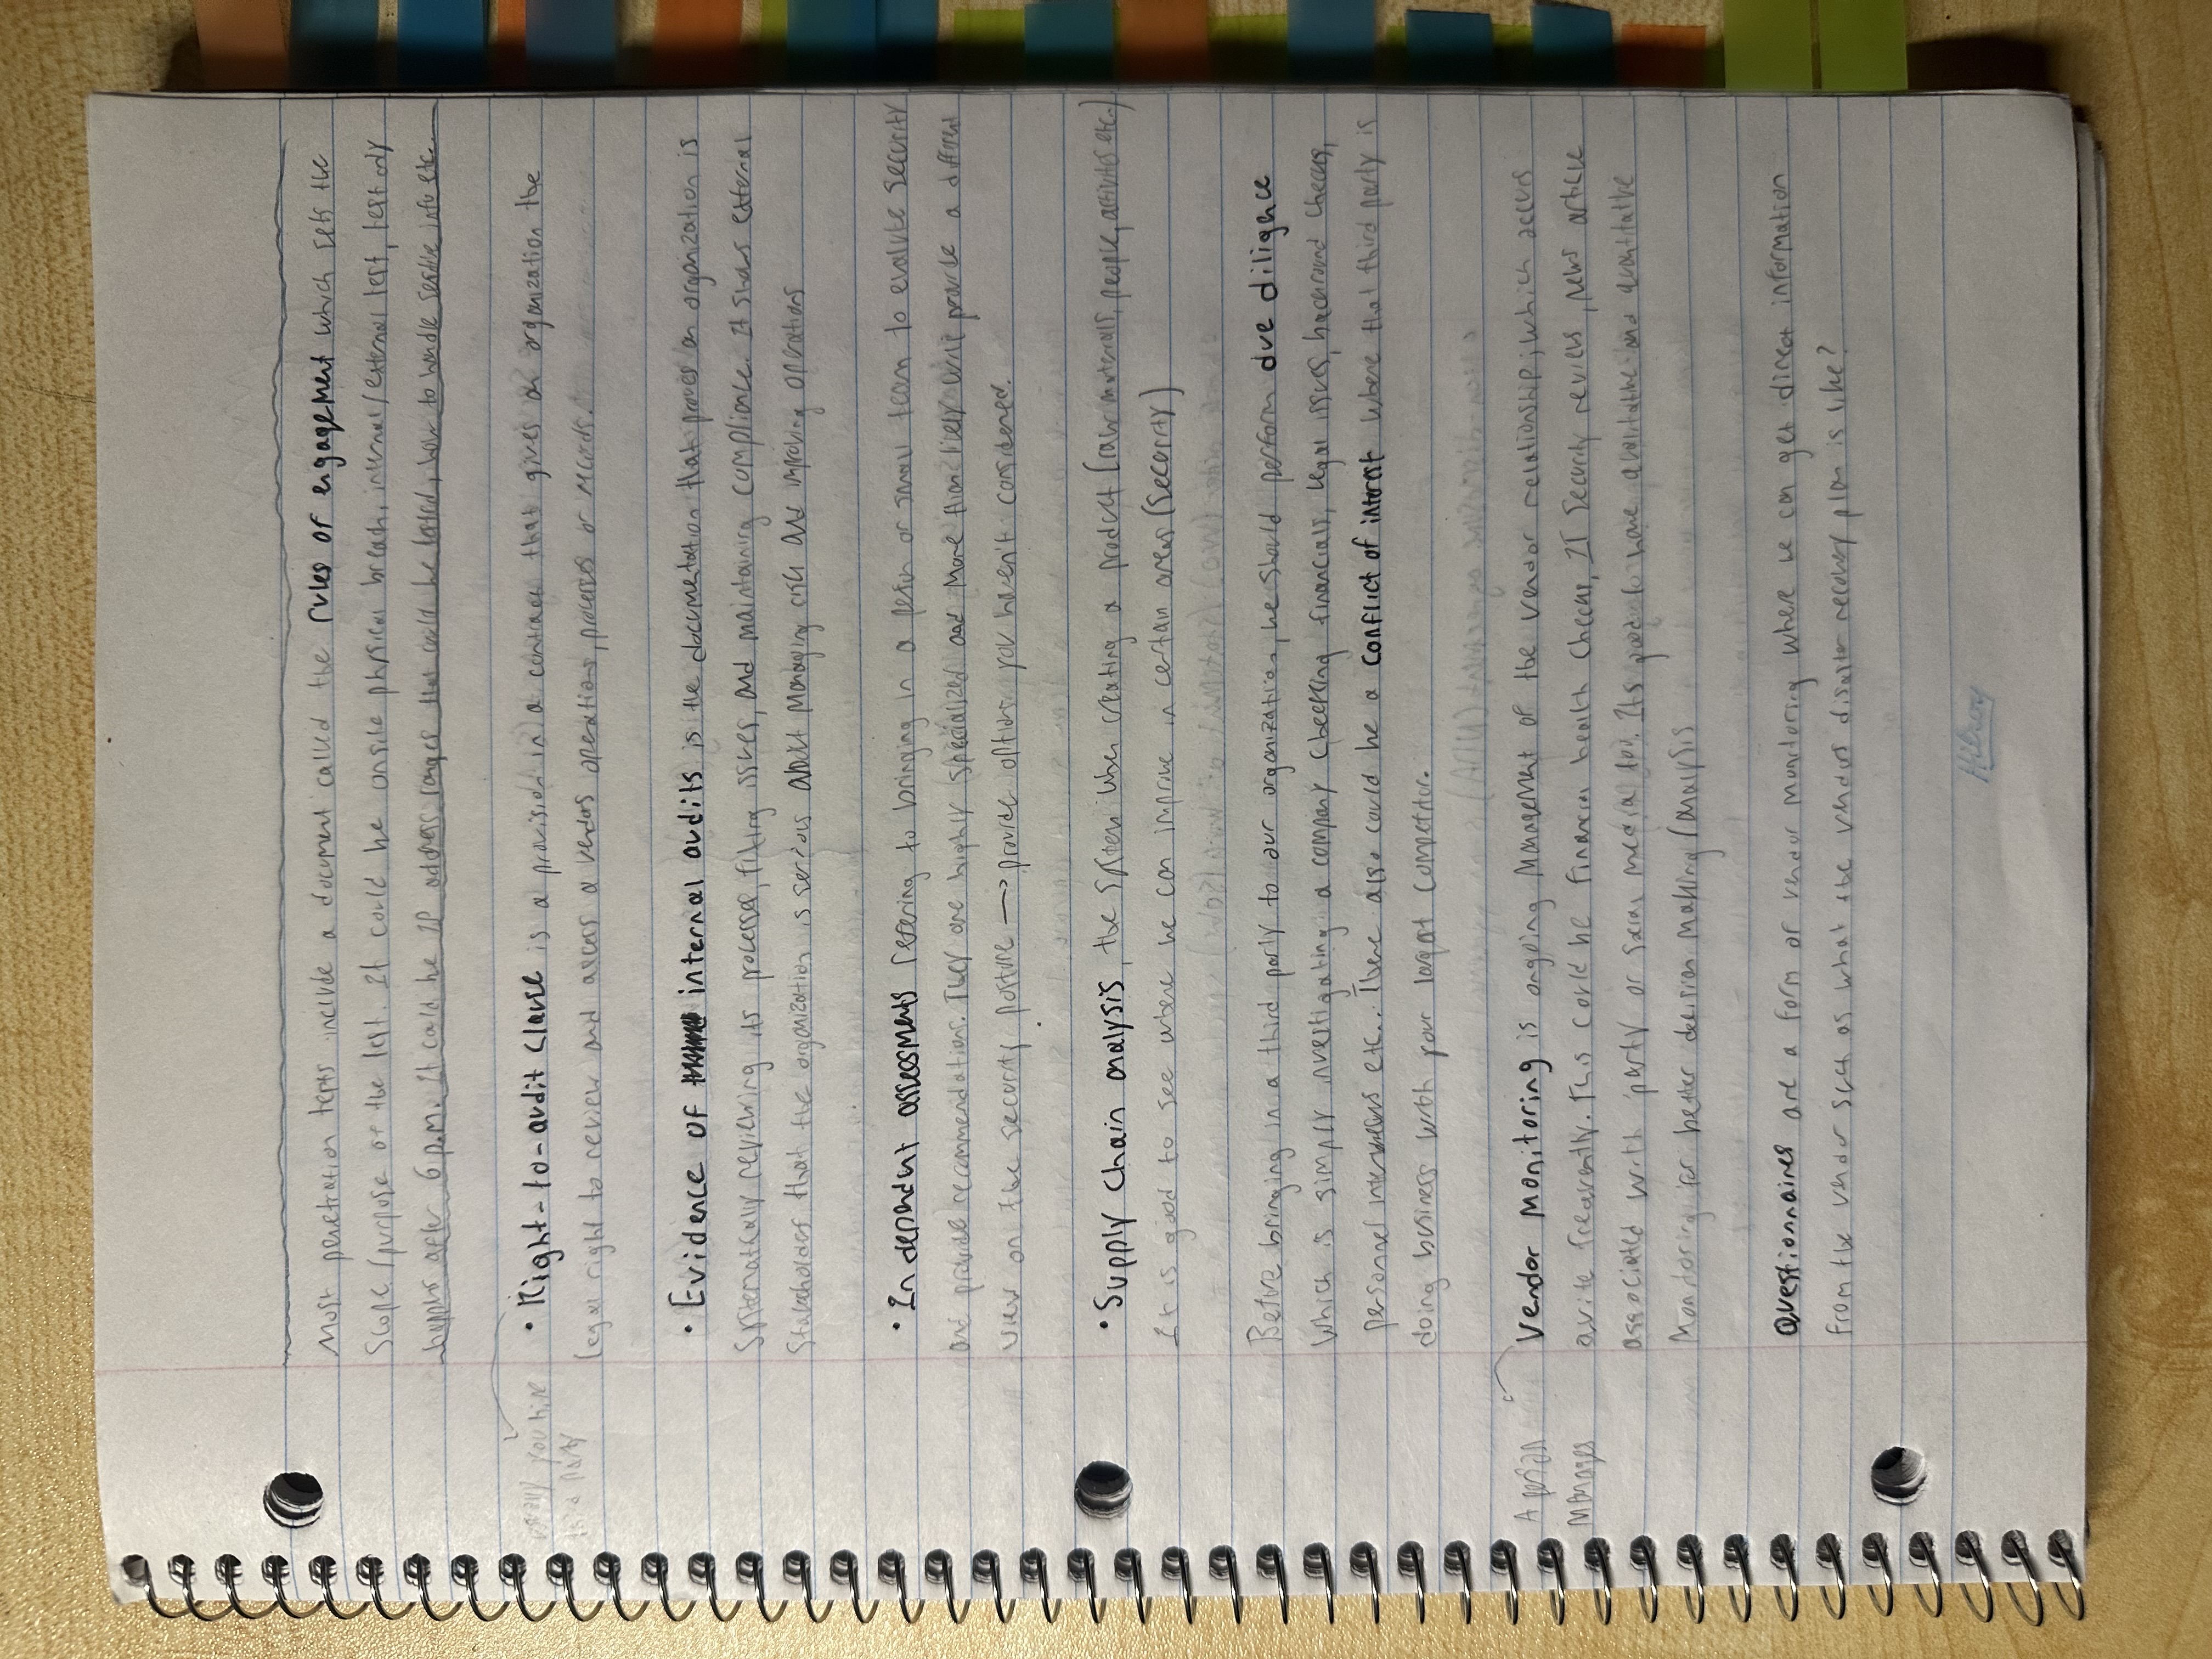 Most penetration tests include a document called the rules of engagement which sets the
scope/purpose of the test. It could be onsite physical breach, internal/external test, test only
happens after 6 p.m. It could be IP address ranges that could be tested, how to handle sensitive info etc...
usually you hire
third party
• Right-to-audit clause is a provision in a contract that gives an organization the
legal right to review and assess a vendors operations, processes or records.
• Evidence of internal audits is the documentation that proves an organization is
systematically reviewing its processes, fixing issues, and maintaining compliance. It shows external
stakeholders that the organization is serious about managing risk and improving operations
• Independent assessments refering to bringing in a person or small team to evaluate security
and provide recommendations. They are highly specialized and more than likely will provide a different
view on the security posture → provide options you haven't considered.
• Supply chain analysis, the system when creating a product (raw materials, people, activites etc..)
It is good to see where we can improve in certain areas (security)
Before bringing in a third party to our organization, we should perform due diligence
which is simply investigating a company checking financials, legal issues, background checks,
personnel interviews etc... There also could be a conflict of interest where that third party is
doing business with your largest competitor.
A person
manages
Vendor monitoring is ongoing management of the vendor relationship, which occurs
quite frequently. This could be financial health checks, IT security reviews, news article
associated with party or social media too. Its good to have qualitative and quantitative
monitoring for better decision making/analysis
Questionnaires are a form of vendor monitoring where we can get direct information
from the vendor such as what the vendors disaster recovery plan is like?
Hilroy